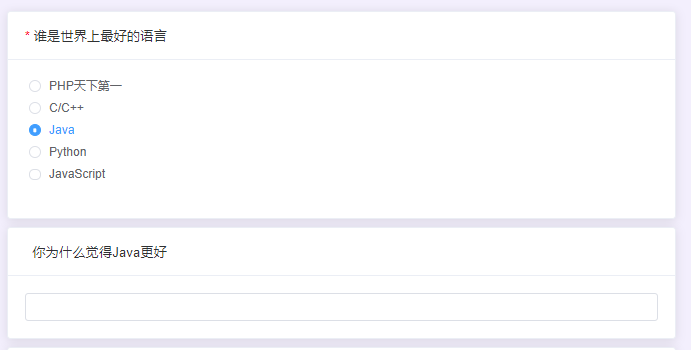 * 谁是世界上最好的语言
PHP天下第一
C/C++
Java
Python
JavaScript
你为什么觉得Java更好